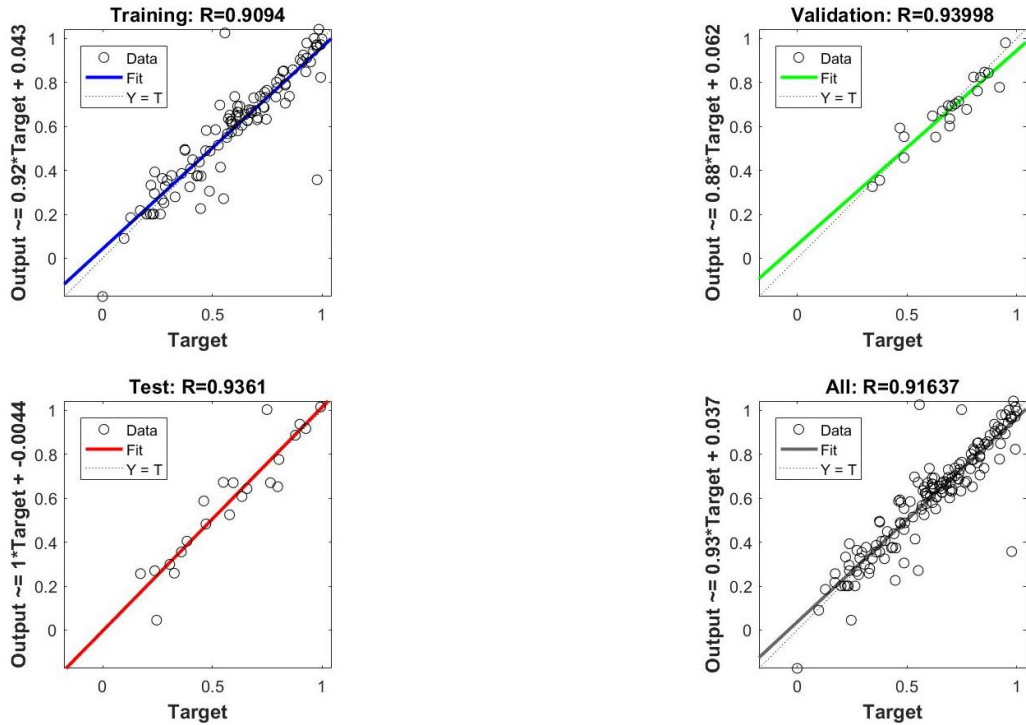 Training: R=0.9094
Output ~= 0.92*Target + 0.043
1
0.8
0.6
0.4
0.2
0
Data
Fit
Y = T
0
0.5
1
Target
Validation: R=0.93998
Output ~= 0.88*Target + 0.062
1
0.8
0.6
0.4
0.2
0
Data
Fit
Y = T
0
0.5
1
Target
Test: R=0.9361
Output ~= 1*Target + -0.0044
1
0.8
0.6
0.4
0.2
0
Data
Fit
Y = T
0
0.5
1
Target
All: R=0.91637
Output ~= 0.93*Target + 0.037
1
0.8
0.6
0.4
0.2
0
Data
Fit
Y = T
0
0.5
1
Target